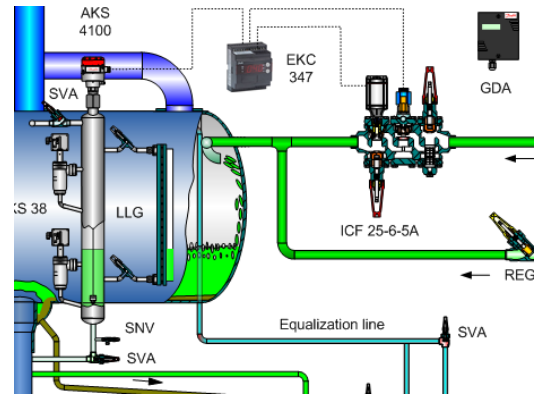 AKS
4100
SVA
EKC
347
GDA
KS 38
LLG
ICF 25-6-5A
REG
SNV
SVA
Equalization line
SVA